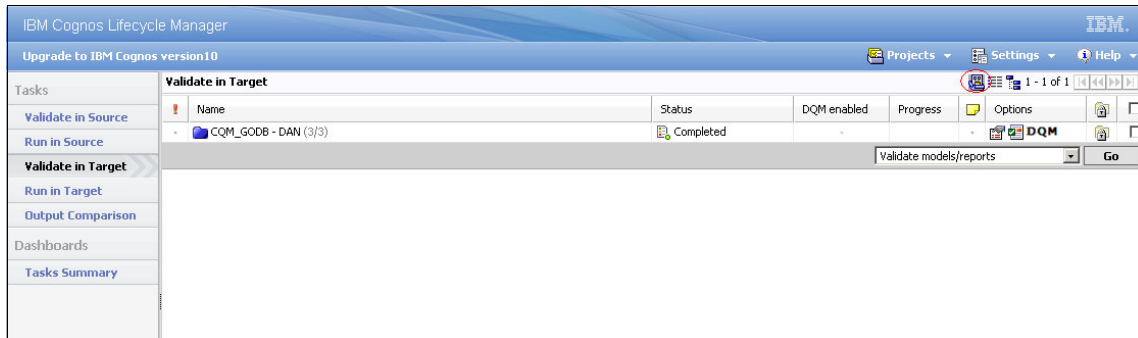 IBM Cognos Lifecycle Manager
IBM.
Upgrade to IBM Cognos version10
Projects
Settings
Help
Tasks
Validate in Source
Run in Source
Validate in Target
Run in Target
Output Comparison
Dashboards
Tasks Summary
Validate in Target
1 - 1 of 1
! Name Status DQM enabled Progress Options
CQM_GODB - DAN (3/3) Completed DQM
Validate models/reports Go